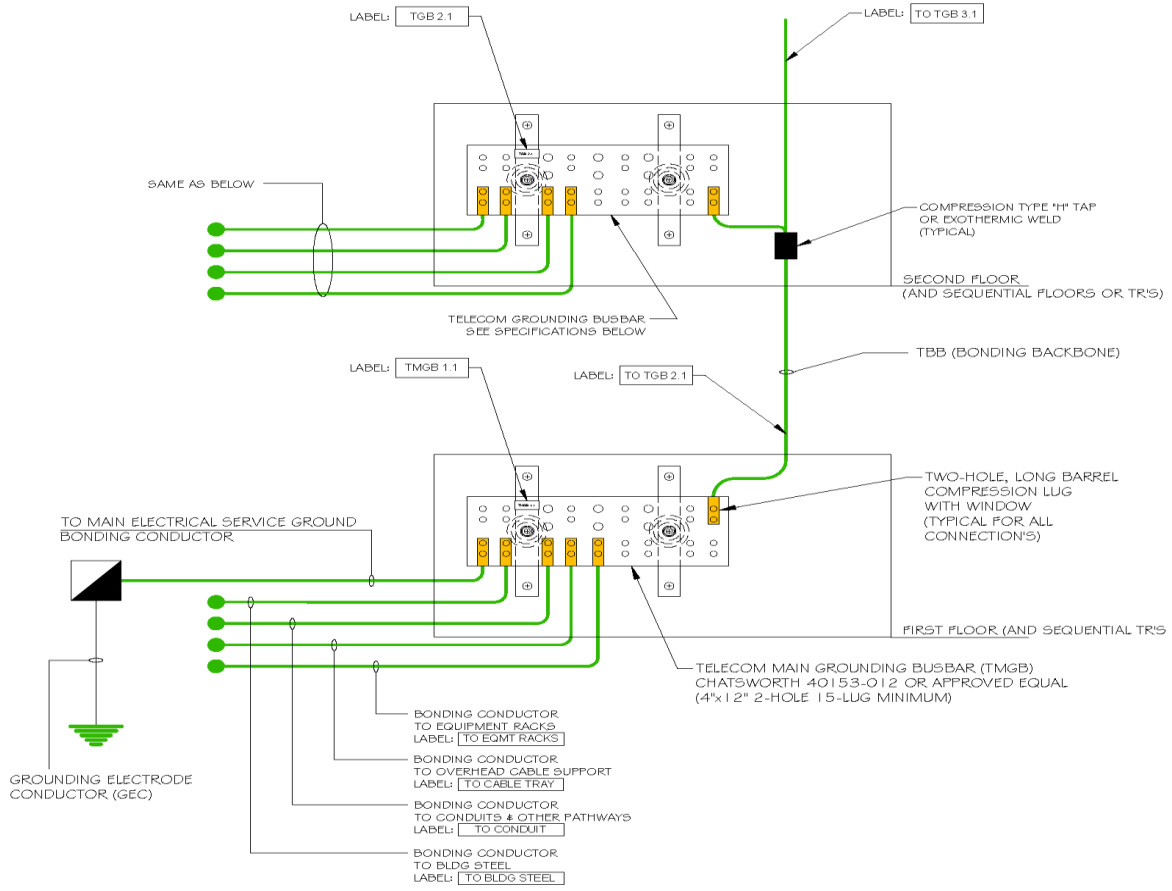 LABEL: TGB 2.1
LABEL: TO TGB 3.1
SAME AS BELOW
COMPRESSION TYPE "H" TAP
OR EXOTHERMIC WELD
(TYPICAL)
SECOND FLOOR
(AND SEQUENTIAL FLOORS OR TR'S)
TELECOM GROUNDING BUSBAR
SEE SPECIFICATIONS BELOW
TBB (BONDING BACKBONE)
LABEL: TMGB 1.1
LABEL: TO TGB 2.1
TWO-HOLE, LONG BARREL
COMPRESSION LUG
WITH WINDOW
(TYPICAL FOR ALL
CONNECTION'S)
TO MAIN ELECTRICAL SERVICE GROUND
BONDING CONDUCTOR
FIRST FLOOR (AND SEQUENTIAL TR'S
TELECOM MAIN GROUNDING BUSBAR (TMGB)
CHATSWORTH 40153-012 OR APPROVED EQUAL
(4"x12" 2-HOLE 15-LUG MINIMUM)
GROUNDING ELECTRODE
CONDUCTOR (GEC)
BONDING CONDUCTOR
TO EQUIPMENT RACKS
LABEL: TO EQMT RACKS
BONDING CONDUCTOR
TO OVERHEAD CABLE SUPPORT
LABEL: TO CABLE TRAY
BONDING CONDUCTOR
TO CONDUITS & OTHER PATHWAYS
LABEL: TO CONDUIT
BONDING CONDUCTOR
TO BLDG STEEL
LABEL: TO BLDG STEEL